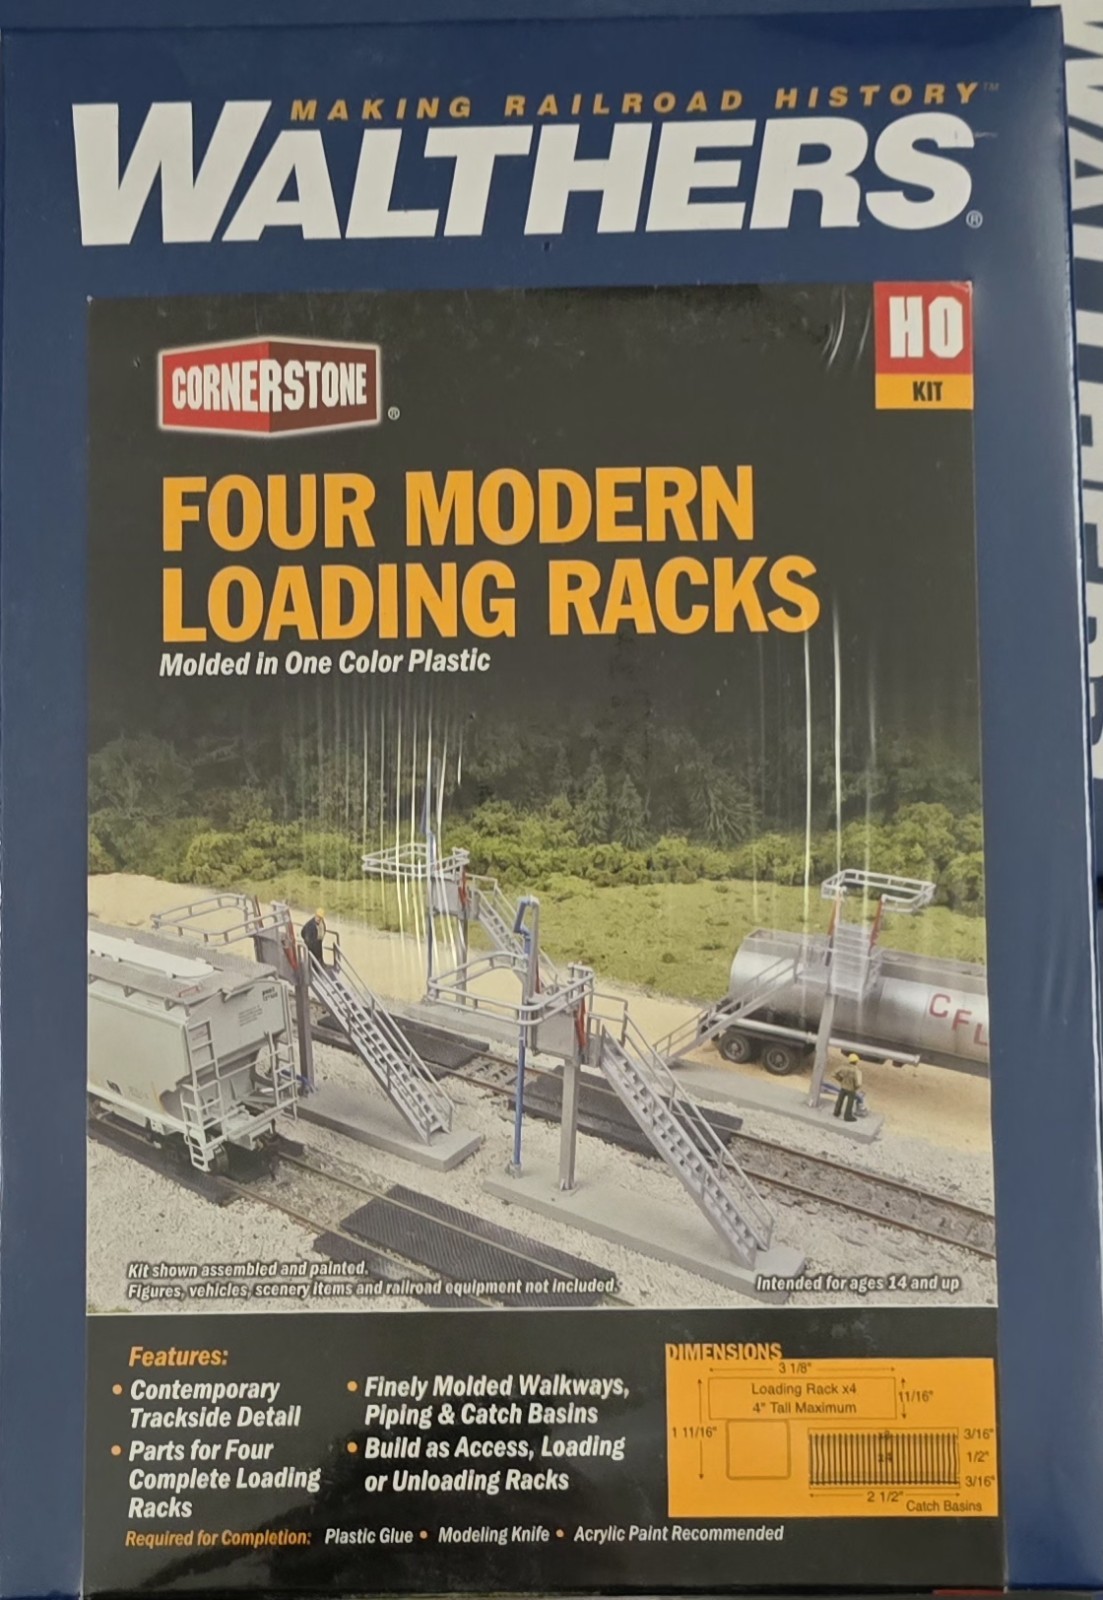 MAKING RAILROAD HISTORY™
WALTHERS®
HO
KIT
CORNERSTONE®
FOUR MODERN
LOADING RACKS
Molded in One Color Plastic
CFL
Kit shown assembled and painted.
Figures, vehicles, scenery items and railroad equipment not included.
Intended for ages 14 and up
Features:
• Contemporary
Trackside Detail
• Parts for Four
Complete Loading
Racks
• Finely Molded Walkways,
Piping & Catch Basins
• Build as Access, Loading
or Unloading Racks
DIMENSIONS
3 1/8"
Loading Rack x4
4" Tall Maximum
11/16"
1 11/16"
3/16"
1/2"
3/16"
2 1/2"
Catch Basins
Required for Completion: Plastic Glue • Modeling Knife • Acrylic Paint Recommended
WALTHERS